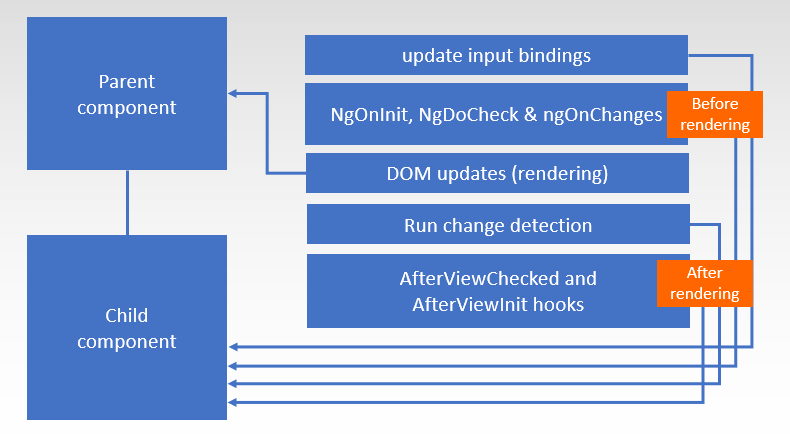 Parent
component
update input bindings
NgOnInit, NgDoCheck & ngOnChanges
Before
rendering
DOM updates (rendering)
Run change detection
AfterViewChecked and
AfterViewInit hooks
After
rendering
Child
component